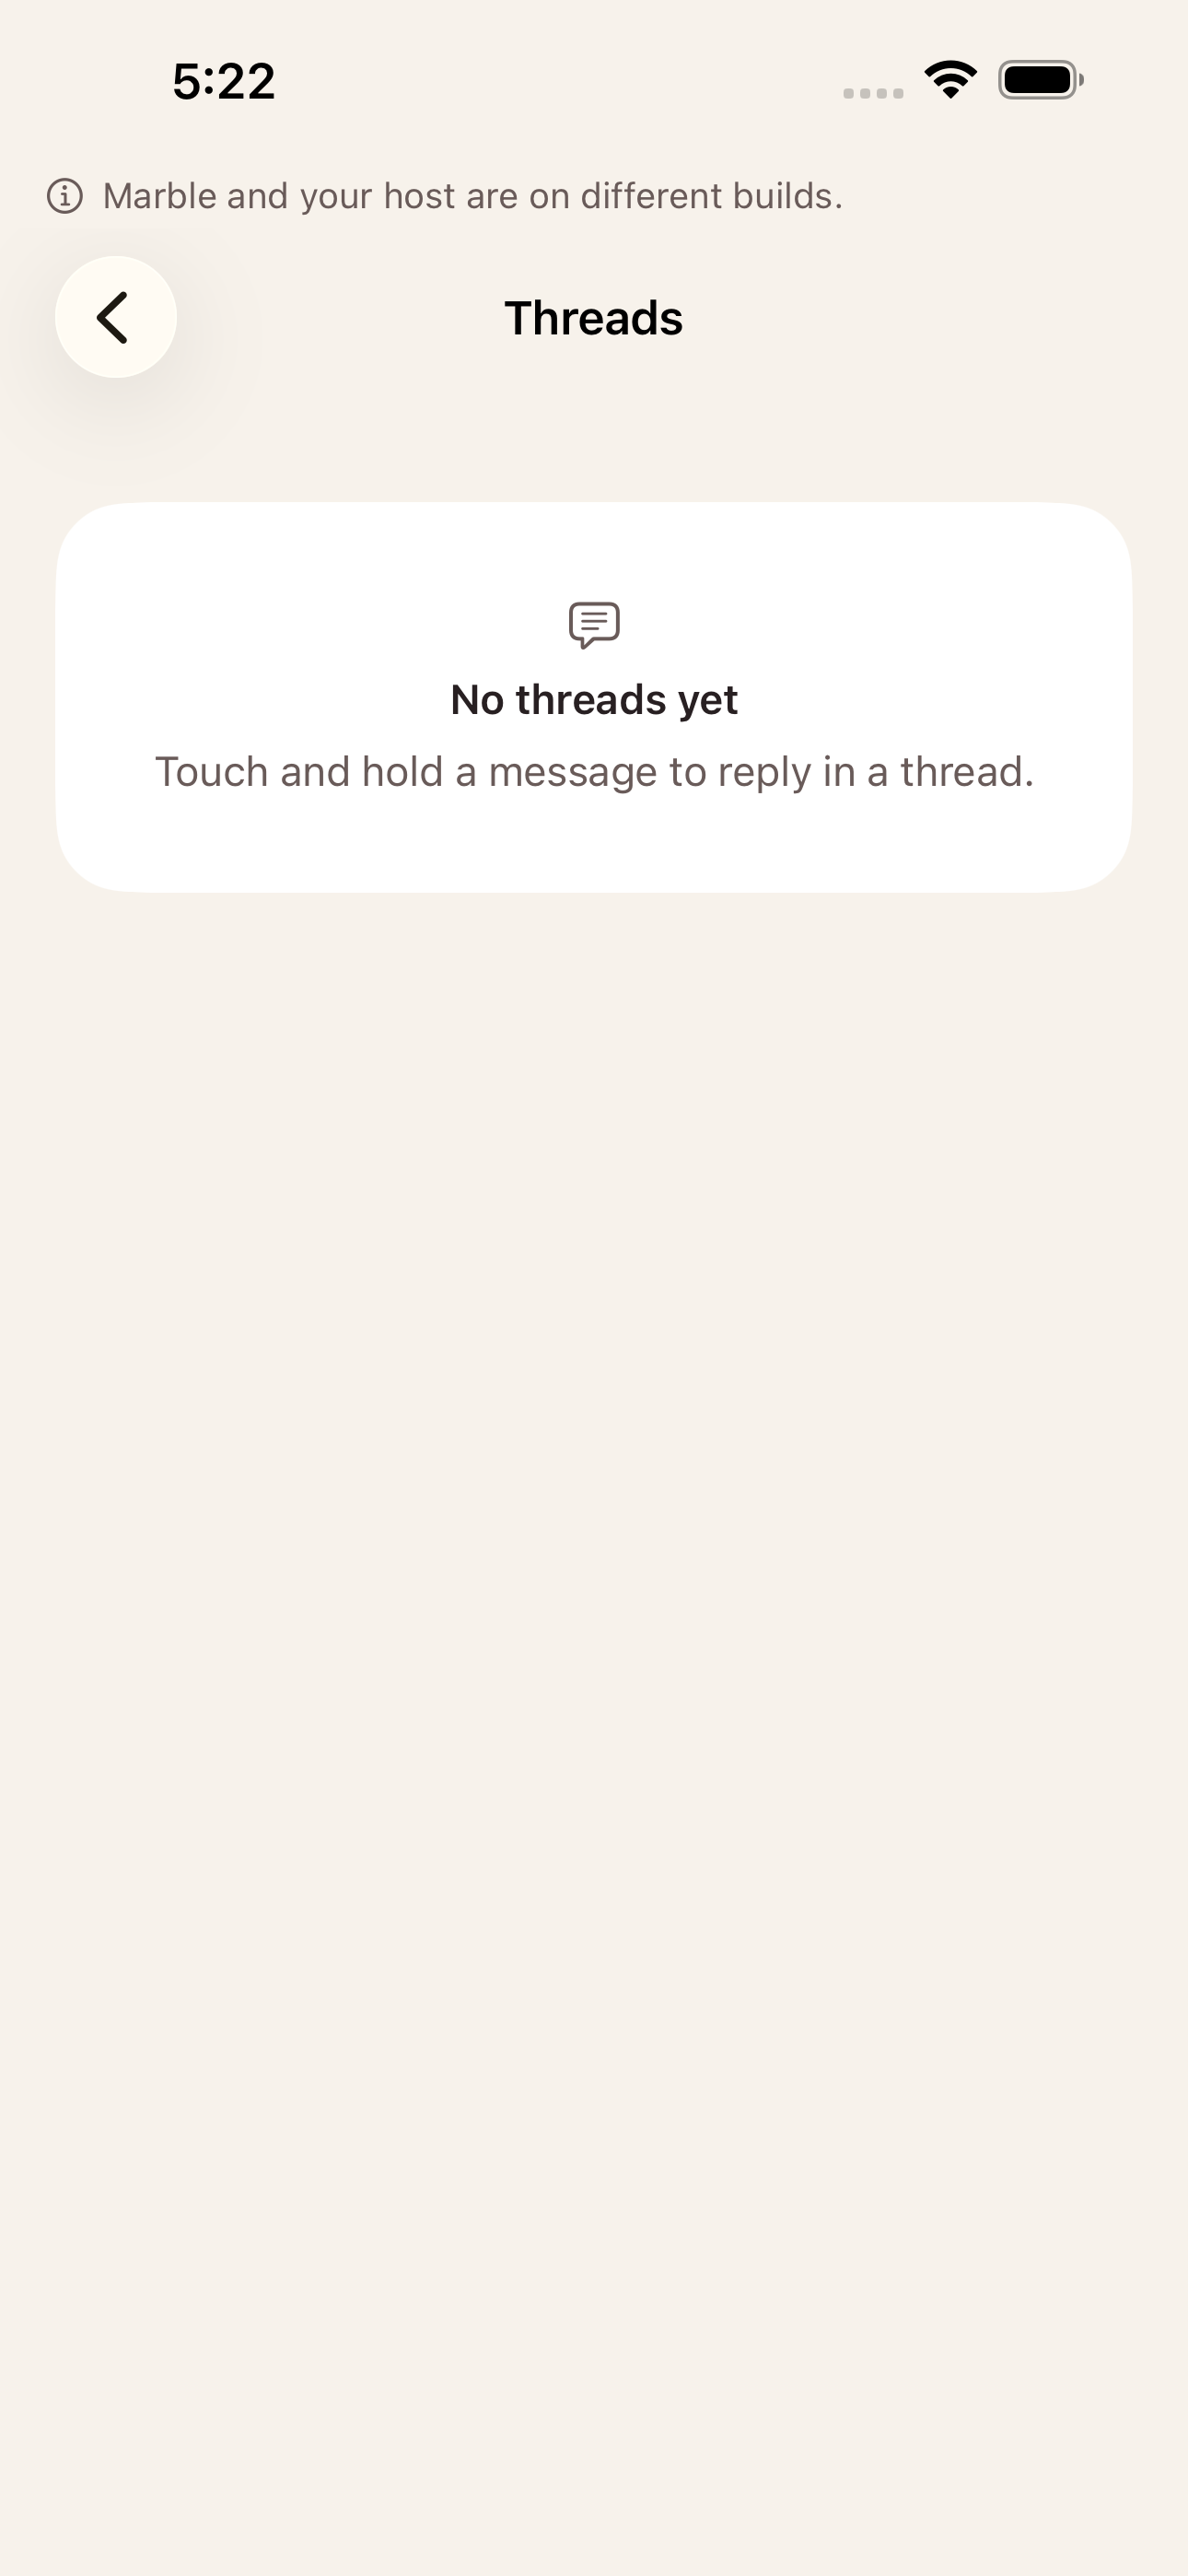 5:22
Marble and your host are on different builds.
Threads
No threads yet
Touch and hold a message to reply in a thread.